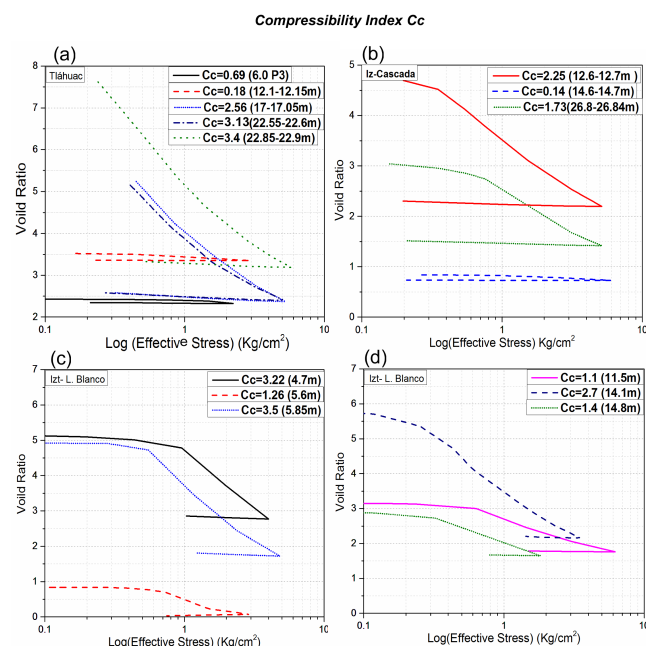 Compressibility Index Cc
(a)
Tláhuac
Cc=0.69 (6.0 P3)
Cc=0.18 (12.1-12.15m)
Cc=2.56 (17-17.05m)
Cc=3.13(22.55-22.6m)
Cc=3.4 (22.85-22.9m)
Voild Ratio
8
7
6
5
4
3
2
0.1
1
10
Log (Effective Stress) (Kg/cm²)
(b)
Iz-Cascada
Cc=2.25 (12.6-12.7m )
Cc=0.14 (14.6-14.7m)
Cc=1.73(26.8-26.84m)
Voild Ratio
5
4
3
2
1
0
0.1
1
10
Log (Effective Stress) Kg/cm²
(c)
Izt- L. Blanco
Cc=3.22 (4.7m)
Cc=1.26 (5.6m)
Cc=3.5 (5.85m)
Voild Ratio
7
6
5
4
3
2
1
0
0.1
1
10
Log(Effective Stress) (Kg/cm²)
(d)
Izt- L. Blanco
Cc=1.1 (11.5m)
Cc=2.7 (14.1m)
Cc=1.4 (14.8m)
Voild Ratio
7
6
5
4
3
2
1
0
0.1
1
10
Log(Effective Stress) (Kg/cm²)